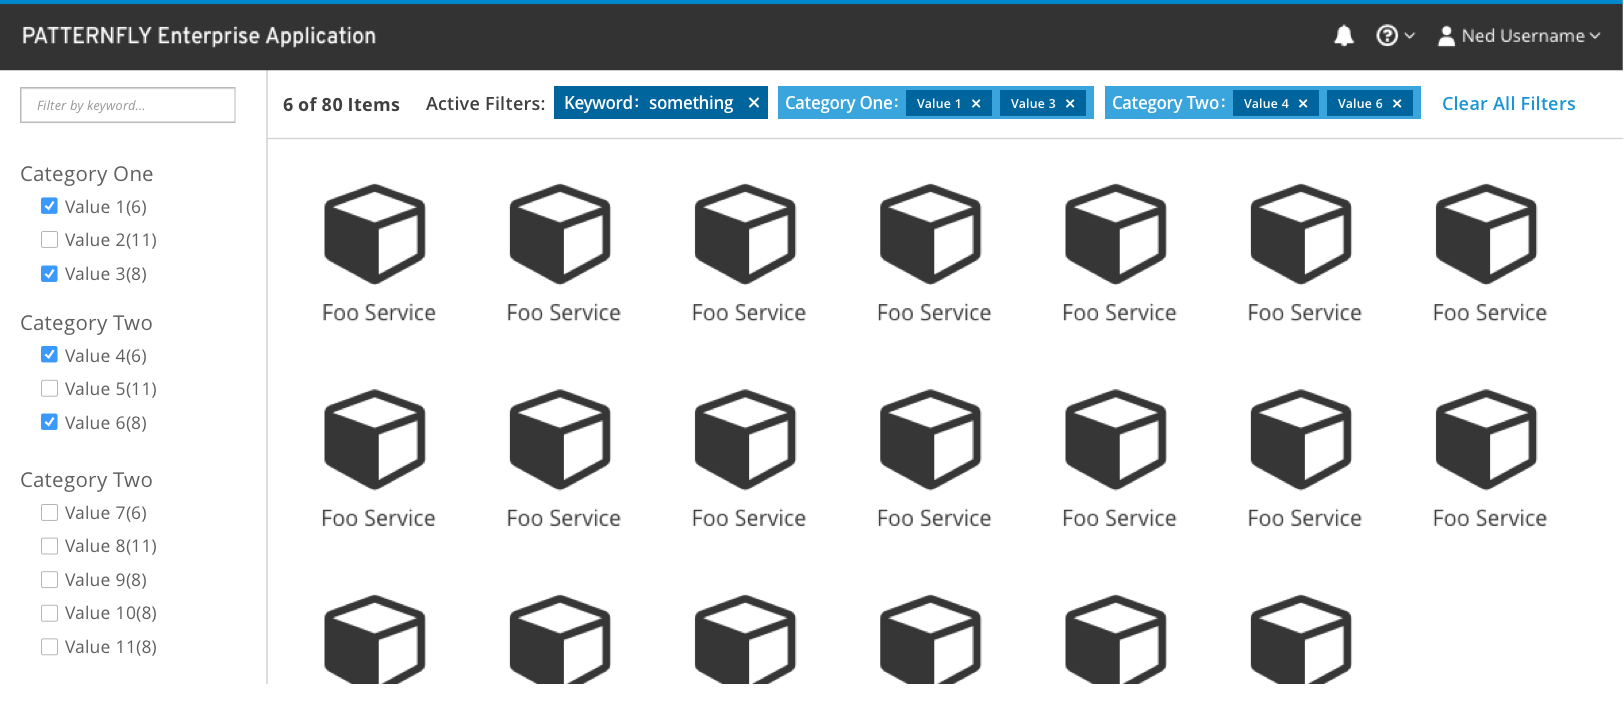 PATTERNFLY Enterprise Application
Ned Username
Filter by keyword...
6 of 80 Items Active Filters: Keyword: something × Category One: Value 1 × Value 3 × Category Two: Value 4 × Value 6 × Clear All Filters
Category One
Value 1(6)
Value 2(11)
Value 3(8)
Category Two
Value 4(6)
Value 5(11)
Value 6(8)
Category Two
Value 7(6)
Value 8(11)
Value 9(8)
Value 10(8)
Value 11(8)
Foo Service Foo Service Foo Service Foo Service Foo Service Foo Service Foo Service
Foo Service Foo Service Foo Service Foo Service Foo Service Foo Service Foo Service